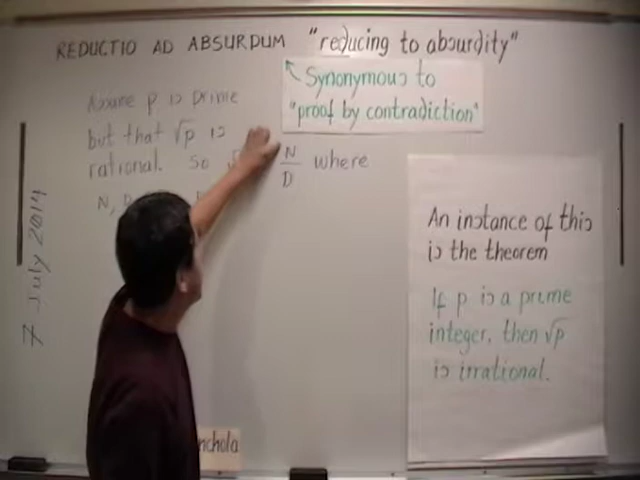 REDUCTIO AD ABSURDUM "reducing to absurdity"
Synonymous to
"proof by contradiction"
Assume p is prime
but that √p is
rational. So N/D where
N, D
An instance of this
is the theorem
If p is a prime
integer, then √p
is irrational.
7 July 2014
nchola